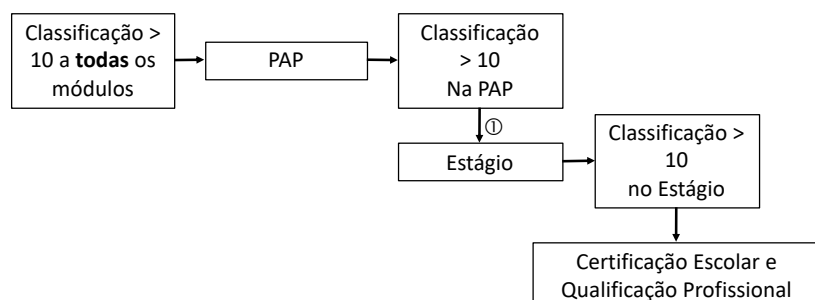 Classificação >
10 a todas os
módulos
PAP
Classificação
> 10
Na PAP
①
Estágio
Classificação >
10
no Estágio
Certificação Escolar e
Qualificação Profissional